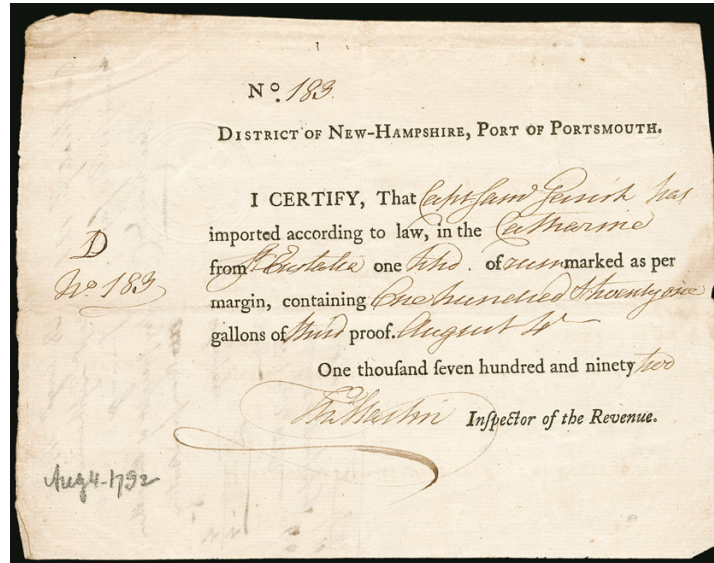 No. 183
DISTRICT OF NEW-HAMPSHIRE, PORT OF PORTSMOUTH.
I CERTIFY, That Capt Saml Gerrish has
imported according to law, in the Catharine
from St Eustatia one hhd. of rum marked as per
margin, containing One hundred & twenty
gallons of third proof. August 4th
One thouſand ſeven hundred and ninety two
Thos Martin Inſpector of the Revenue.
D
No 183
Aug 4-1792